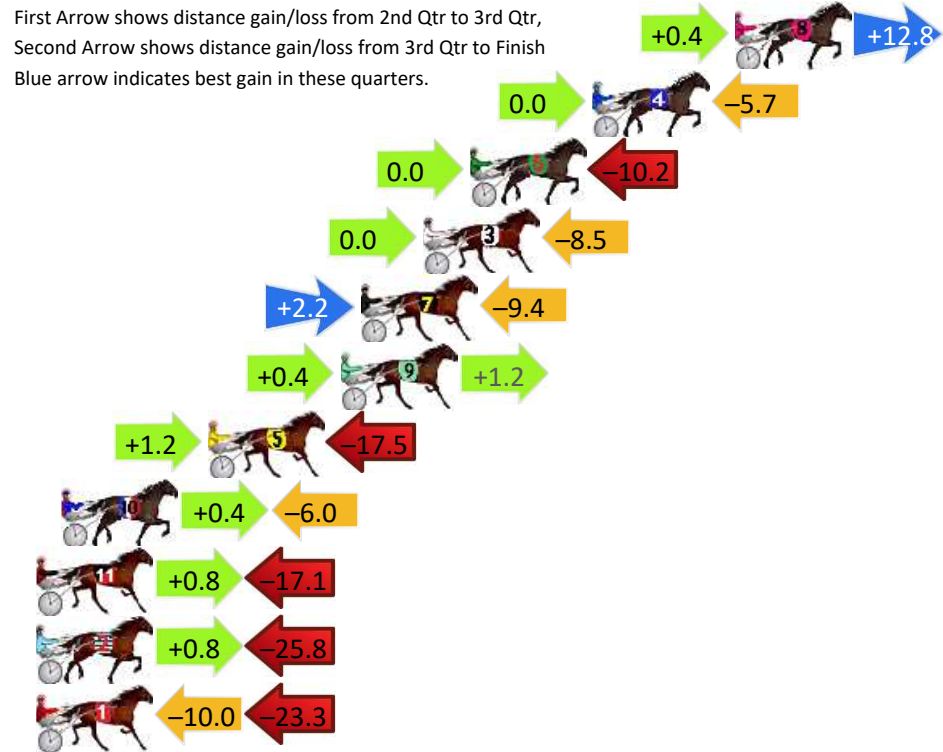 First Arrow shows distance gain/loss from 2nd Qtr to 3rd Qtr,
Second Arrow shows distance gain/loss from 3rd Qtr to Finish
Blue arrow indicates best gain in these quarters.
+0.4 8 +12.8
0.0 4 –5.7
0.0 6 –10.2
0.0 3 –8.5
+2.2 7 –9.4
+0.4 9 +1.2
+1.2 5 –17.5
10 +0.4 –6.0
11 +0.8 –17.1
2 +0.8 –25.8
1 –10.0 –23.3